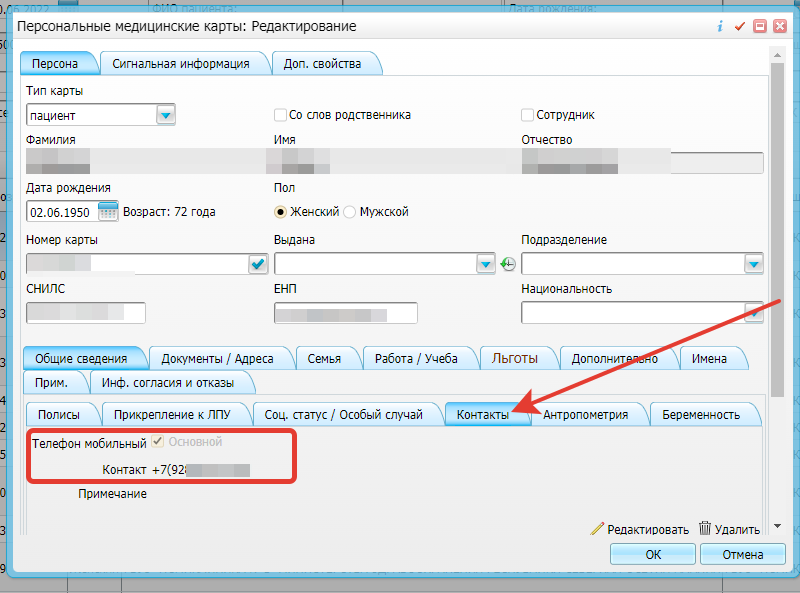 Персональные медицинские карты: Редактирование
Персона Сигнальная информация Доп. свойства
Тип карты
пациент Со слов родственника Сотрудник
Фамилия Имя Отчество
Дата рождения Пол
02.06.1950 Возраст: 72 года Женский Мужской
Номер карты Выдана Подразделение
СНИЛС ЕНП Национальность
Общие сведения Документы / Адреса Семья Работа / Учеба Льготы Дополнительно Имена
Прим. Инф. согласия и отказы
Полисы Прикрепление к ЛПУ Соц. статус / Особый случай Контакты Антропометрия Беременность
Телефон мобильный Основной
Контакт +7(928
Примечание
Редактировать Удалить
ОК Отмена